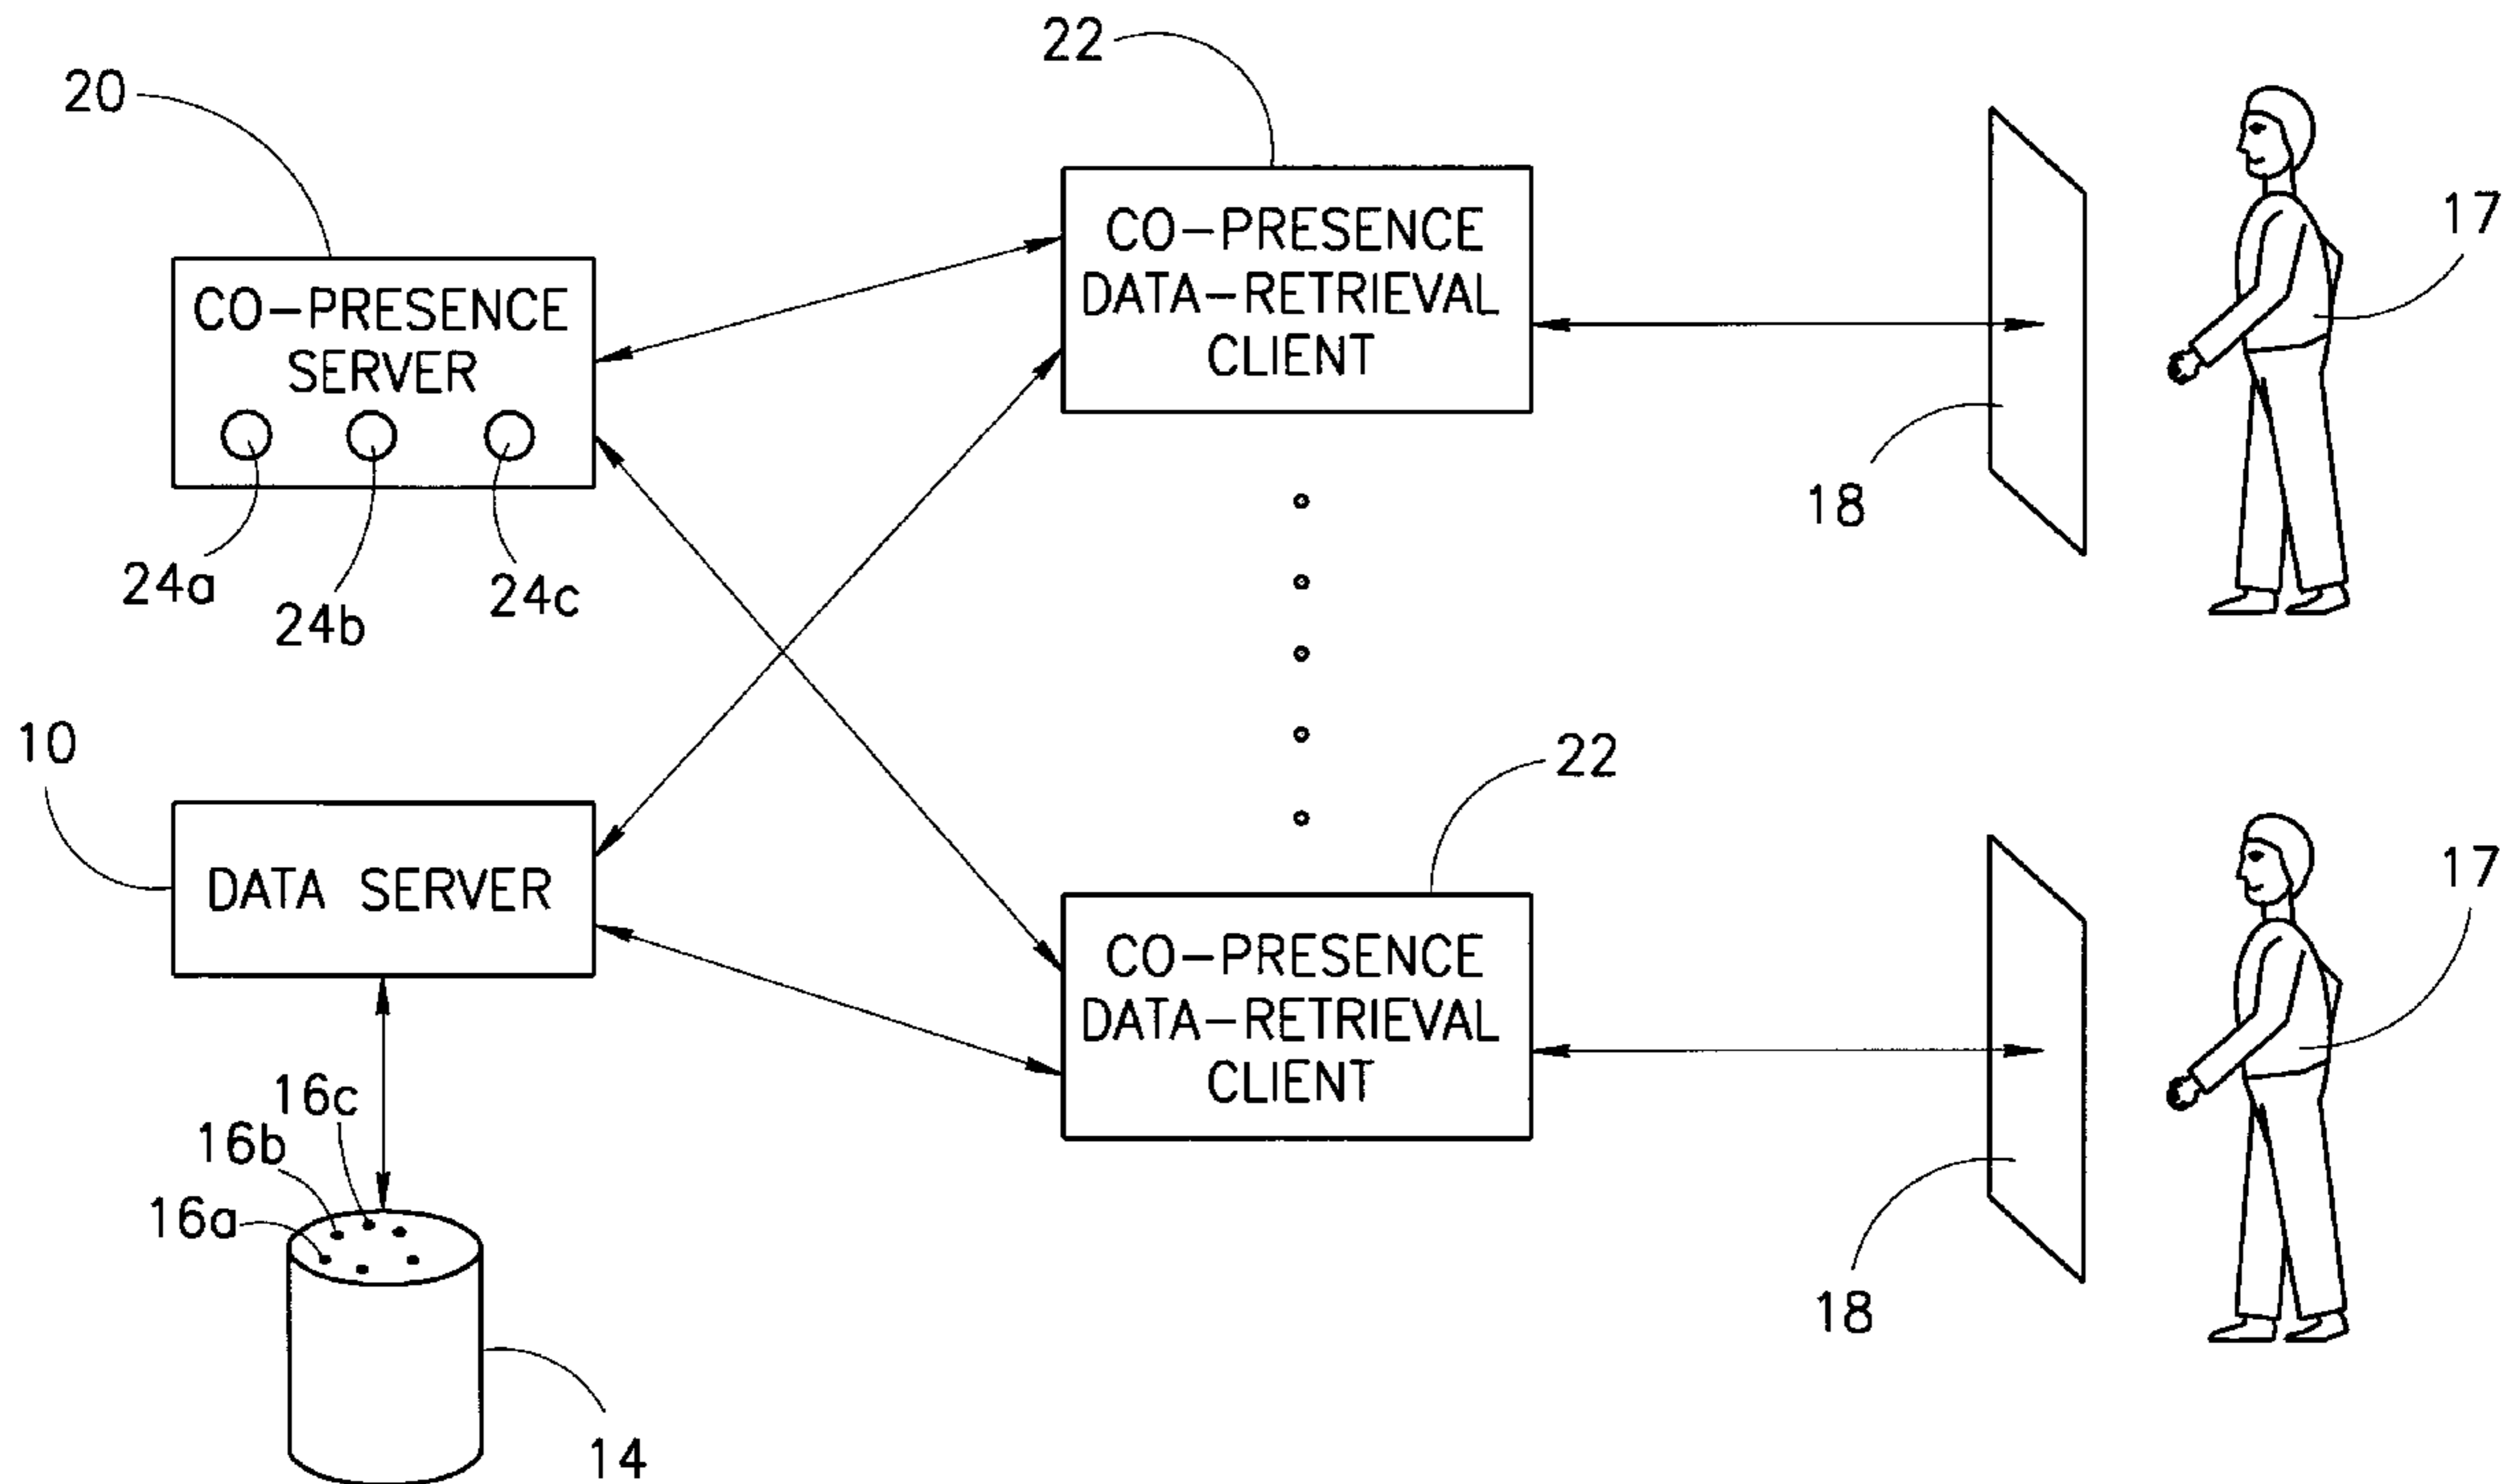 22
20
CO-PRESENCE
DATA-RETRIEVAL
CLIENT
17
CO-PRESENCE
SERVER
18
24a
24b
24c
10
22
DATA SERVER
17
CO-PRESENCE
DATA-RETRIEVAL
CLIENT
16c
16b
16a
18
14